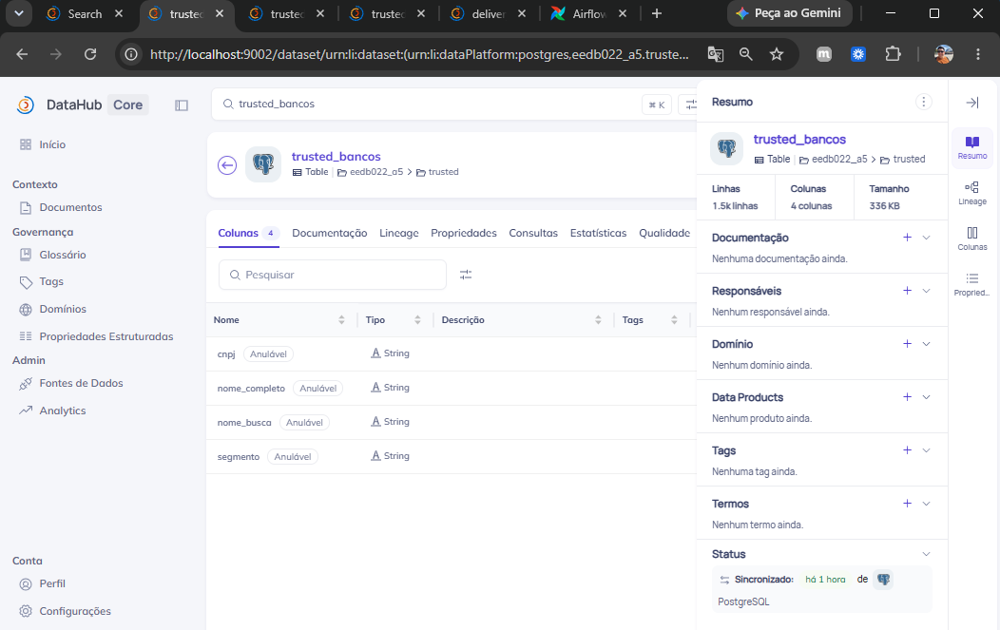 Search
trustec
trustec
trustec
deliver
Airflow
Peça ao Gemini
http://localhost:9002/dataset/urn:li:dataset:(urn:li:dataPlatform:postgres,eedb022_a5.truste...
DataHub Core
Início
Contexto
Documentos
Governança
Glossário
Tags
Domínios
Propriedades Estruturadas
Admin
Fontes de Dados
Analytics
Conta
Perfil
Configurações
trusted_bancos
⌘ K
trusted_bancos
Table eedb022_a5 > trusted
Colunas 4 Documentação Lineage Propriedades Consultas Estatísticas Qualidade
Pesquisar
Nome Tipo Descrição Tags
cnpj Anulável String
nome_completo Anulável String
nome_busca Anulável String
segmento Anulável String
Resumo
trusted_bancos
Table eedb022_a5 > trusted
Linhas Colunas Tamanho
1.5k linhas 4 colunas 336 KB
Documentação
Nenhuma documentação ainda.
Responsáveis
Nenhum responsável ainda.
Domínio
Nenhum domínio ainda.
Data Products
Nenhum produto ainda.
Tags
Nenhuma tag ainda.
Termos
Nenhum termo ainda.
Status
Sincronizado: há 1 hora de
PostgreSQL
Resumo
Lineage
Colunas
Propried...